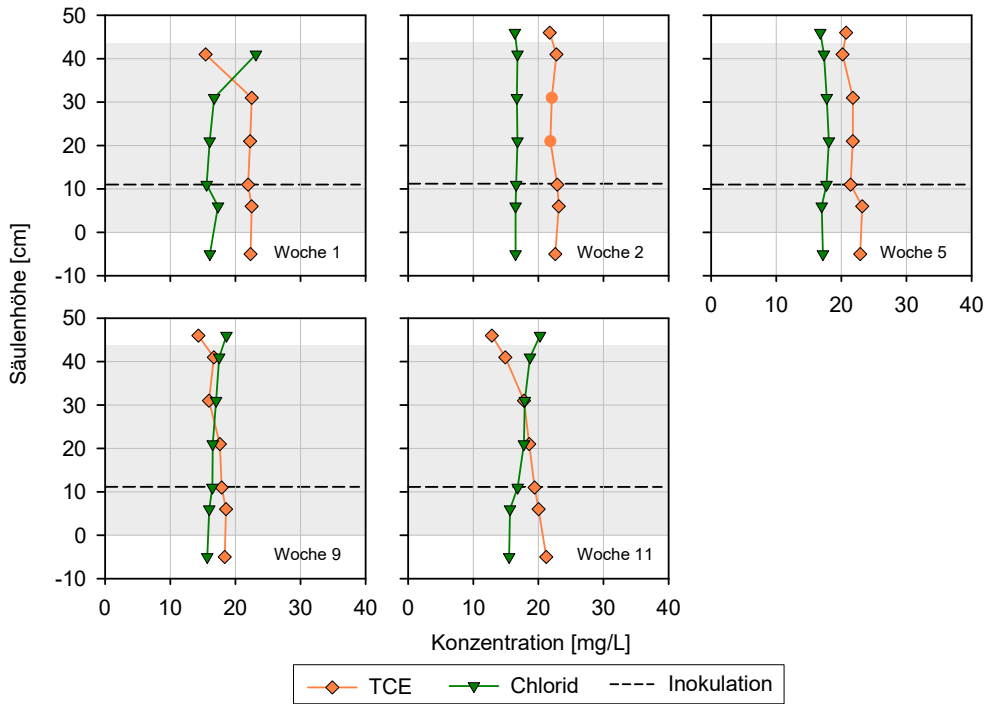 50
40
30
20
10
0
-10
Woche 1
Woche 2
Woche 5
0 10 20 30 40
Säulenhöhe [cm]
50
40
30
20
10
0
-10
Woche 9
Woche 11
0 10 20 30 40
0 10 20 30 40
Konzentration [mg/L]
TCE Chlorid Inokulation